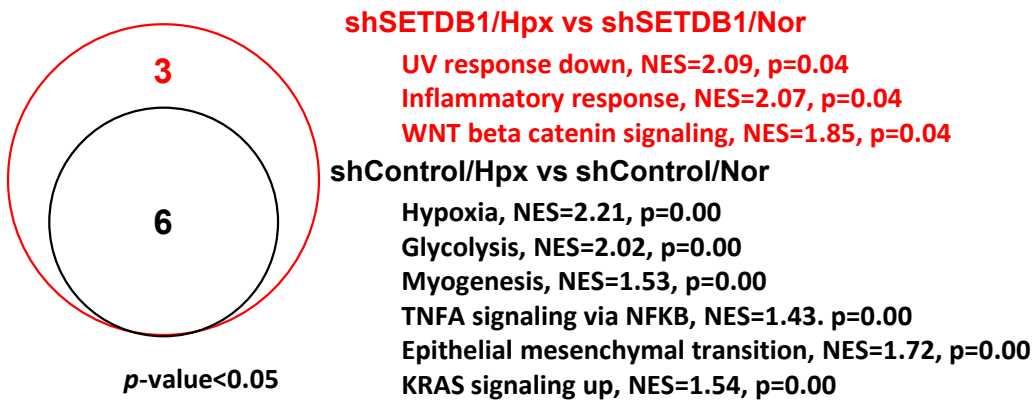 shSETDB1/Hpx vs shSETDB1/Nor
3
UV response down, NES=2.09, p=0.04
Inflammatory response, NES=2.07, p=0.04
WNT beta catenin signaling, NES=1.85, p=0.04
shControl/Hpx vs shControl/Nor
6
Hypoxia, NES=2.21, p=0.00
Glycolysis, NES=2.02, p=0.00
Myogenesis, NES=1.53, p=0.00
TNFA signaling via NFKB, NES=1.43. p=0.00
Epithelial mesenchymal transition, NES=1.72, p=0.00
KRAS signaling up, NES=1.54, p=0.00
p-value<0.05